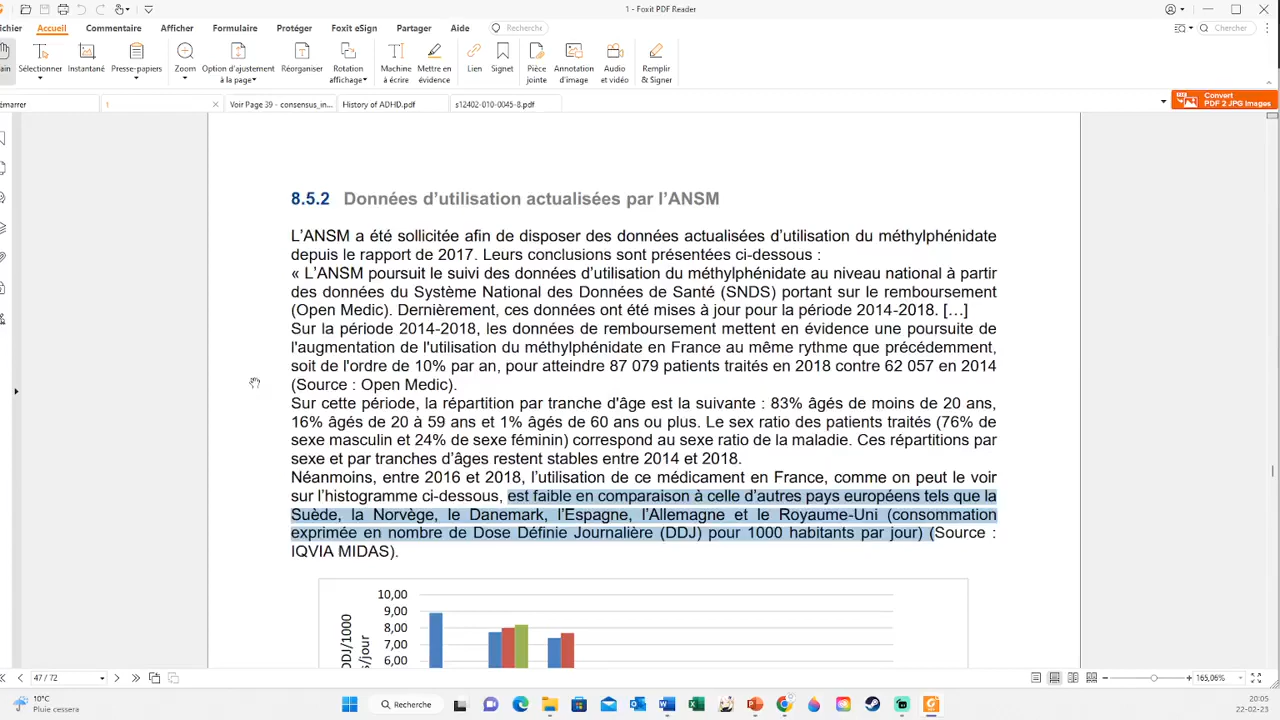 1 - Foxit PDF Reader
ichier Accueil Commentaire Afficher Formulaire Protéger Foxit eSign Partager Aide Recherche Chercher
ain Sélectionner Instantané Presse-papiers Zoom Option d'ajustement à la page Réorganiser Rotation affichage Machine à écrire Mettre en évidence Lien Signet Pièce jointe Annotation d'image Audio et vidéo Remplir & Signer
émarrer 1 Voir Page 39 - consensus_in... History of ADHD.pdf s12402-010-0045-8.pdf
Convert
PDF 2 JPG Images
8.5.2 Données d’utilisation actualisées par l’ANSM
L’ANSM a été sollicitée afin de disposer des données actualisées d’utilisation du méthylphénidate
depuis le rapport de 2017. Leurs conclusions sont présentées ci-dessous :
« L’ANSM poursuit le suivi des données d’utilisation du méthylphénidate au niveau national à partir
des données du Système National des Données de Santé (SNDS) portant sur le remboursement
(Open Medic). Dernièrement, ces données ont été mises à jour pour la période 2014-2018. […]
Sur la période 2014-2018, les données de remboursement mettent en évidence une poursuite de
l'augmentation de l'utilisation du méthylphénidate en France au même rythme que précédemment,
soit de l'ordre de 10% par an, pour atteindre 87 079 patients traités en 2018 contre 62 057 en 2014
(Source : Open Medic).
Sur cette période, la répartition par tranche d'âge est la suivante : 83% âgés de moins de 20 ans,
16% âgés de 20 à 59 ans et 1% âgés de 60 ans ou plus. Le sex ratio des patients traités (76% de
sexe masculin et 24% de sexe féminin) correspond au sexe ratio de la maladie. Ces répartitions par
sexe et par tranches d’âges restent stables entre 2014 et 2018.
Néanmoins, entre 2016 et 2018, l’utilisation de ce médicament en France, comme on peut le voir
sur l’histogramme ci-dessous, est faible en comparaison à celle d’autres pays européens tels que la
Suède, la Norvège, le Danemark, l’Espagne, l’Allemagne et le Royaume-Uni (consommation
exprimée en nombre de Dose Définie Journalière (DDJ) pour 1000 habitants par jour) (Source :
IQVIA MIDAS).
10,00
9,00
8,00
7,00
6,00
DDJ/1000
s/jour
47 / 72 165,06%
10°C
Pluie cessera
Recherche
20:05
22-02-23